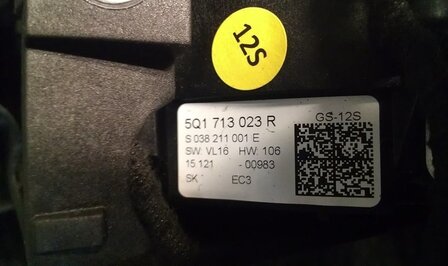 12S
5Q1 713 023 R GS-12S
S 038 211 001 E
SW: VL16 HW: 106
15 121 - 00983
SK EC3